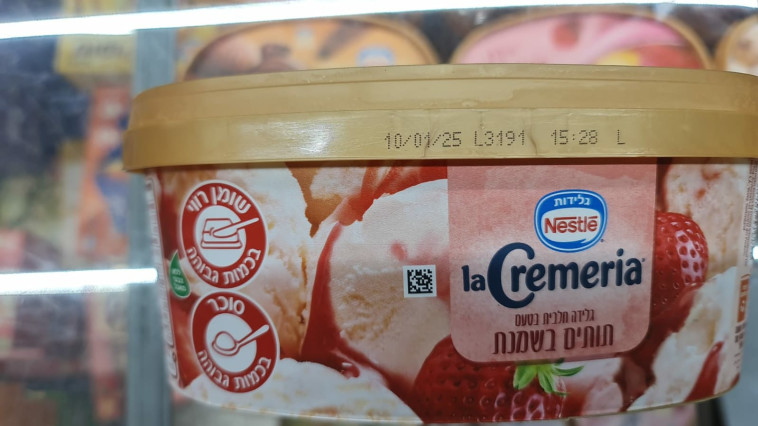 10/01/25 L3191 15:28 L
שומן רווי
בכמות גבוהה
סוכר
בכמות גבוהה
גלידות
Nestlé
la Cremeria
גלידה חלבית בטעם
תותים בשמנת